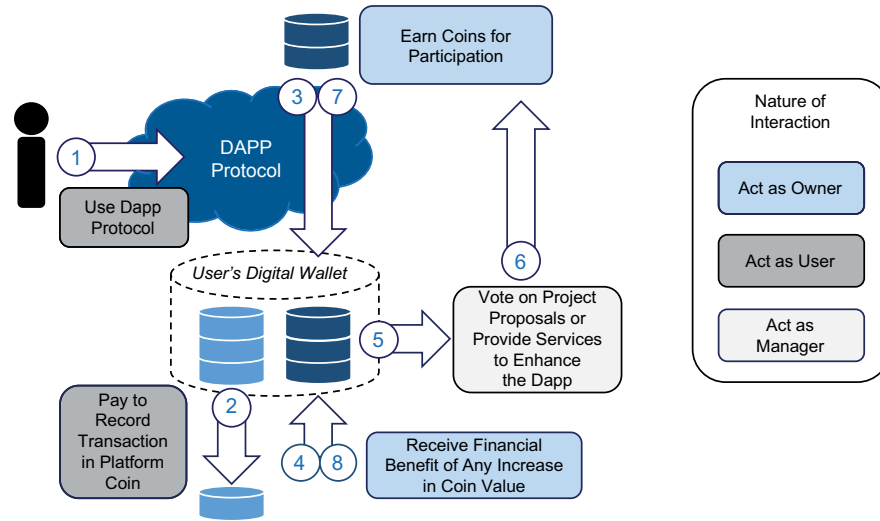 Earn Coins for
Participation
3
7
1
DAPP
Protocol
Use Dapp
Protocol
User's Digital Wallet
6
5
Vote on Project
Proposals or
Provide Services
to Enhance
the Dapp
Pay to
Record
Transaction
in Platform
Coin
2
4
8
Receive Financial
Benefit of Any Increase
in Coin Value
Nature of
Interaction
Act as Owner
Act as User
Act as
Manager